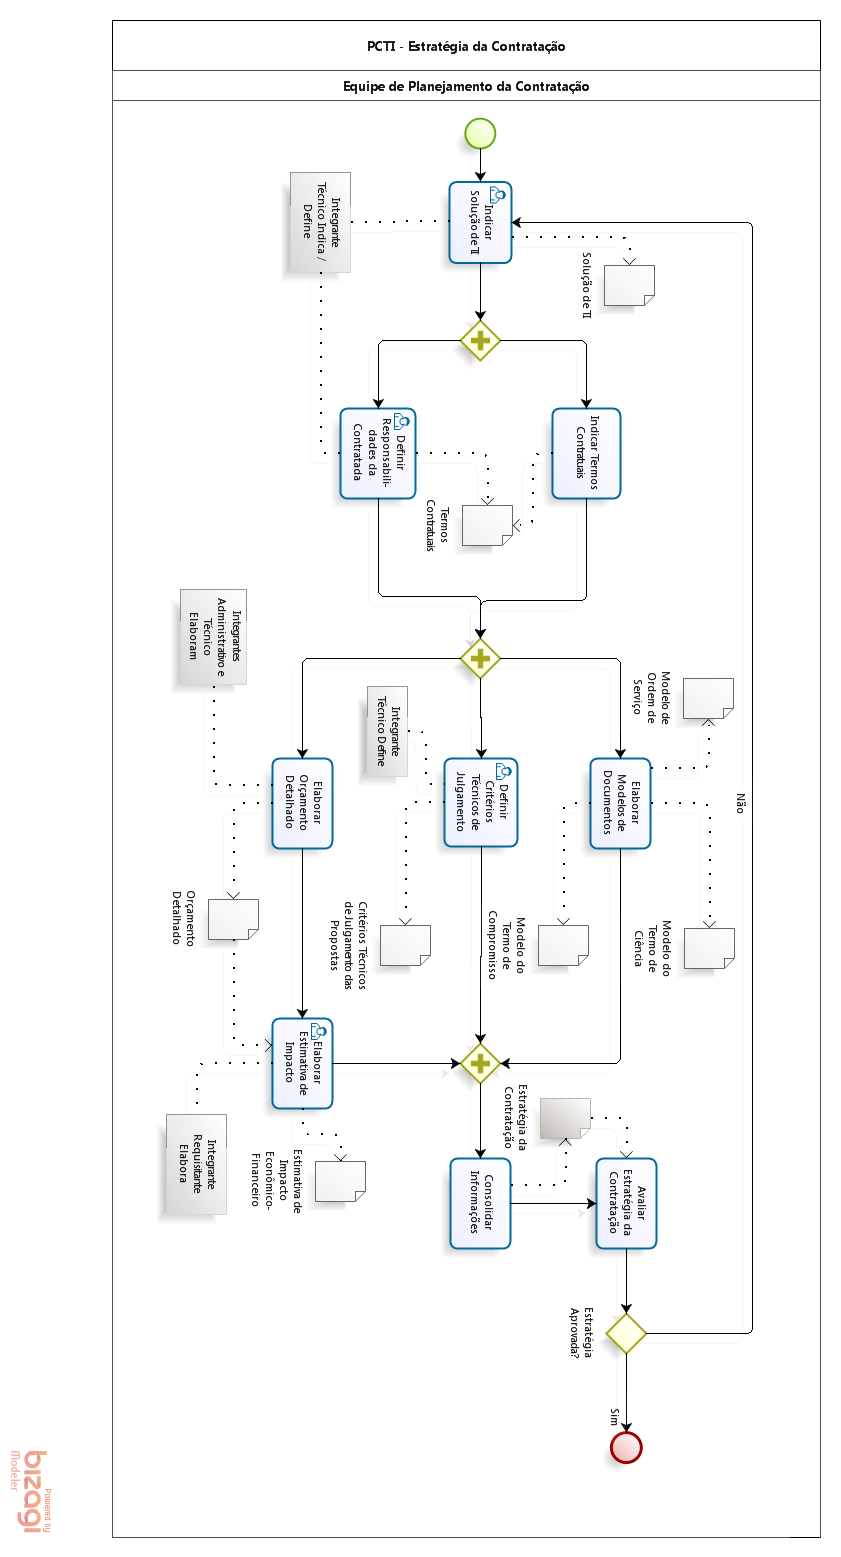 PCTI - Estratégia da Contratação
Equipe de Planejamento da Contratação
Indicar
Solução de TI
Integrante
Técnico Indica /
Define
Solução de TI
Indicar Termos
Contratuais
Definir
Responsabili-
dades da
Contratada
Termos
Contratuais
Integrantes
Administrativo e
Técnico
Elaboram
Integrante
Técnico Define
Modelo de
Ordem de
Serviço
Elaborar
Orçamento
Detalhado
Definir
Critérios
Técnicos de
Julgamento
Elaborar
Modelos de
Documentos
Não
Orçamento
Detalhado
Critérios Técnicos
de Julgamento das
Propostas
Modelo do
Termo de
Compromisso
Modelo do
Termo de
Ciência
Elaborar
Estimativa de
Impacto
Integrante
Requisitante
Elabora
Estimativa de
Impacto
Econômico-
Financeiro
Estratégia da
Contratação
Consolidar
Informações
Avaliar
Estratégia da
Contratação
Estratégia
Aprovada?
Sim
Powered by
bizagi
Modeler